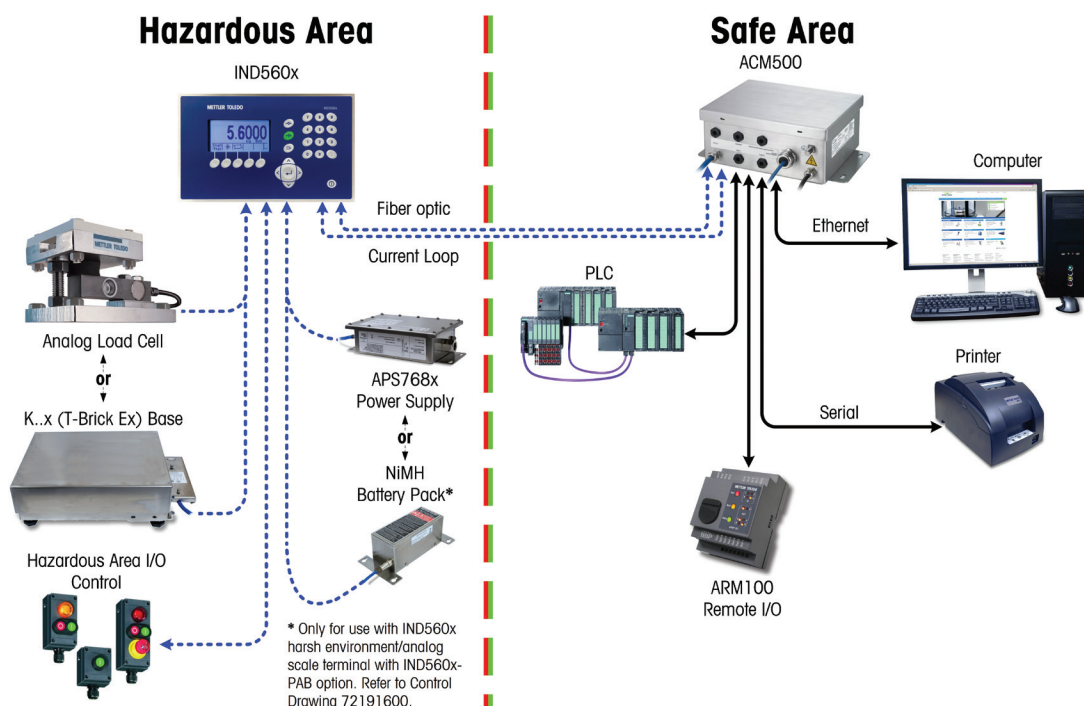 Hazardous Area
Safe Area
IND560x
ACM500
METTLER TOLEDO
5.6000
Computer
Fiber optic
Current Loop
Ethernet
PLC
METTLER TOLEDO
Analog Load Cell
or
K..x (T-Brick Ex) Base
APS768x
Power Supply
or
NiMH
Battery Pack*
Printer
Serial
Hazardous Area I/O
Control
ARM100
Remote I/O
* Only for use with IND560x
harsh environment/analog
scale terminal with IND560x-
PAB option. Refer to Control
Drawing 72191600.